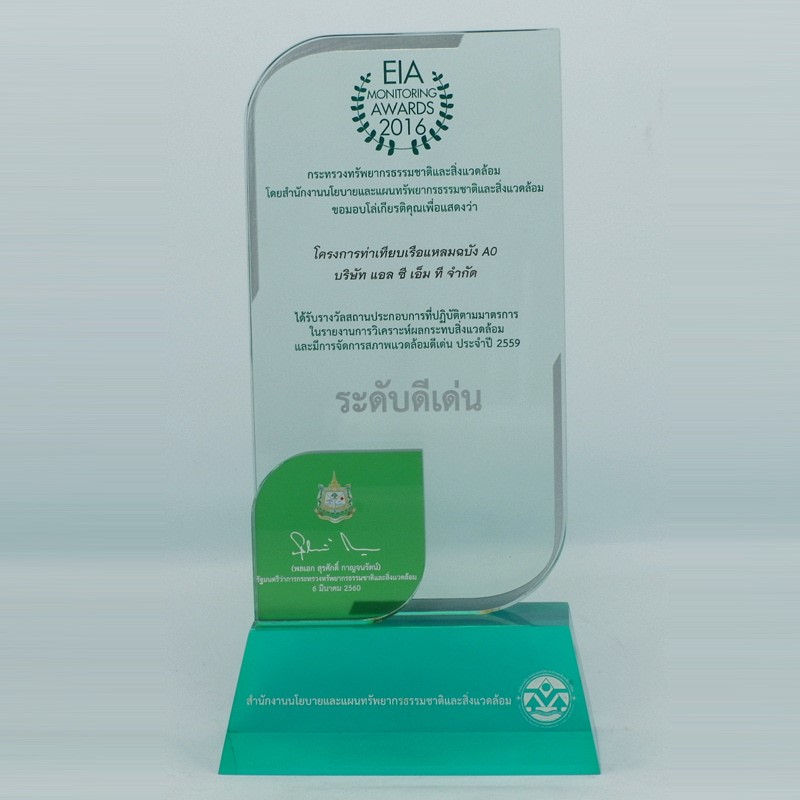 EIA
MONITORING
AWARDS
2016
กระทรวงทรัพยากรธรรมชาติและสิ่งแวดล้อม
โดยสำนักงานนโยบายและแผนทรัพยากรธรรมชาติและสิ่งแวดล้อม
ขอมอบโล่เกียรติคุณเพื่อแสดงว่า
โครงการท่าเทียบเรือแหลมฉบัง A0
บริษัท แอล ซี เอ็ม ที จำกัด
ได้รับรางวัลสถานประกอบการที่ปฏิบัติตามมาตรการ
ในรายงานการวิเคราะห์ผลกระทบสิ่งแวดล้อม
และมีการจัดการสภาพแวดล้อมดีเด่น ประจำปี 2559
ระดับดีเด่น
(พลเอก สุรศักดิ์ กาญจนรัตน์)
รัฐมนตรีว่าการกระทรวงทรัพยากรธรรมชาติและสิ่งแวดล้อม
6 มีนาคม 2560
สำนักงานนโยบายและแผนทรัพยากรธรรมชาติและสิ่งแวดล้อม